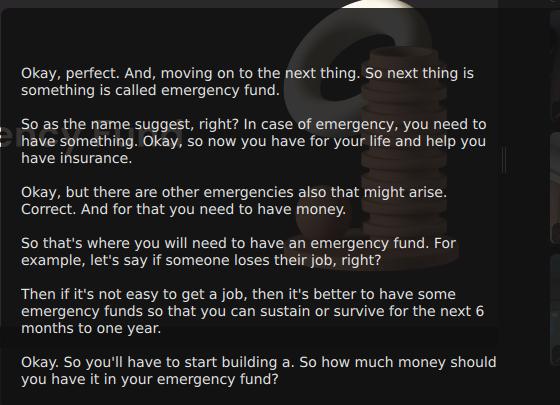 Okay, perfect. And, moving on to the next thing. So next thing is
something is called emergency fund.
So as the name suggest, right? In case of emergency, you need to
have something. Okay, so now you have for your life and help you
have insurance.
Okay, but there are other emergencies also that might arise.
Correct. And for that you need to have money.
So that's where you will need to have an emergency fund. For
example, let's say if someone loses their job, right?
Then if it's not easy to get a job, then it's better to have some
emergency funds so that you can sustain or survive for the next 6
months to one year.
Okay. So you'll have to start building a. So how much money should
you have it in your emergency fund?